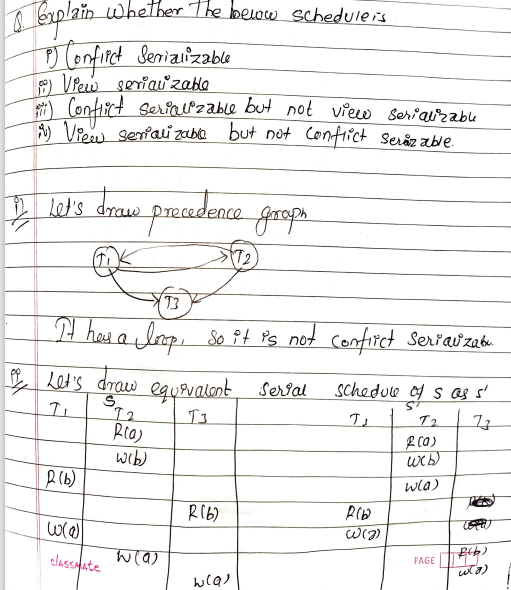 Q. Explain whether The below schedule is
i) Conflict Serializable
ii) View serializable
iii) Conflict serializable but not view serializable
iv) View serializable but not conflict serizable.
i) Let's draw precedence graph
T1 T2
T3
It has a loop, so it is not conflict serializabe
ii) Let's draw equivalent serial schedule of s as s'
S S'
T1 T2 T3 T1 T2 T3
R(a) R(a)
W(b) W(b)
R(b) W(a)
R(b) R(b)
W(a) W(a)
W(a) R(b)
W(a) W(a)
classmate
PAGE